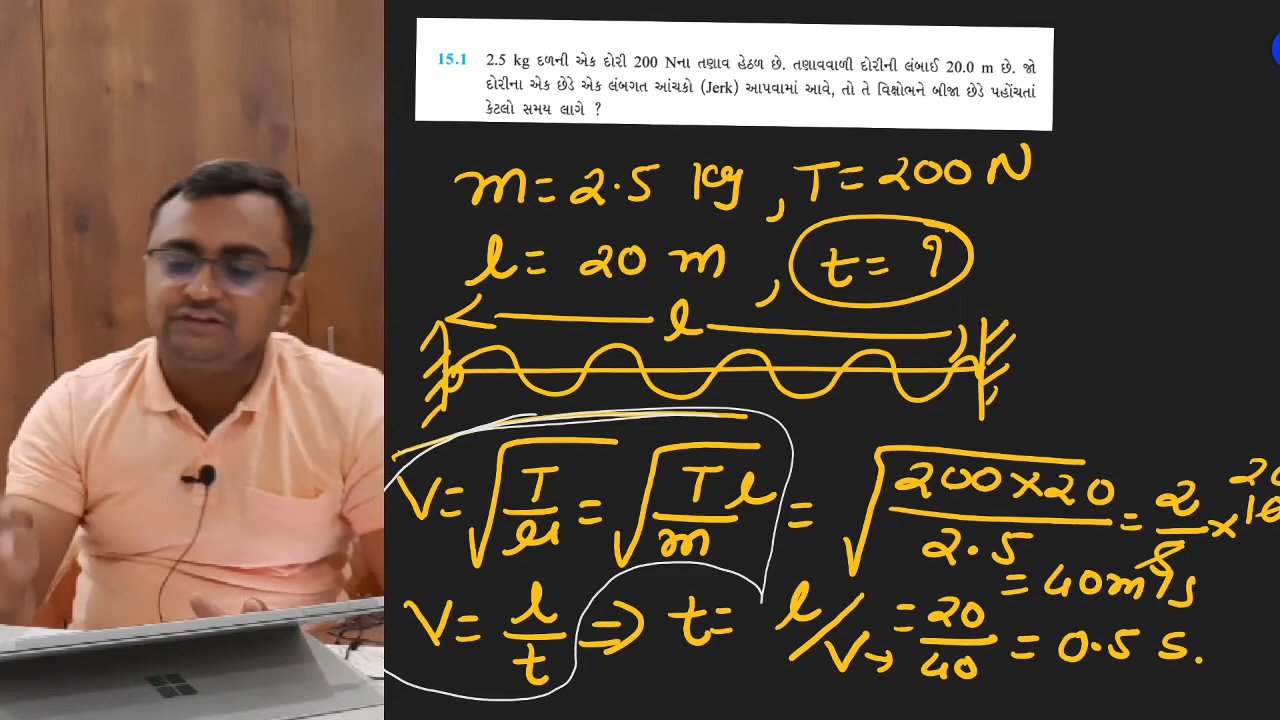 15.1 2.5 kg દળની એક દોરી 200 Nના તણાવ હેઠળ છે. તણાવવાળી દોરીની લંબાઈ 20.0 m છે. જો
દોરીના એક છેડે એક લંબગત આંચકો (Jerk) આપવામાં આવે, તો તે વિક્ષોભને બીજા છેડે પહોંચતાં
કેટલો સમય લાગે ?
m = 2.5 kg , T = 200 N
l = 20 m , t = ?
l
V = √(T/μ) = √(Tl/m) = √(200×20/2.5) = 2/5 ×
= 40 m/s
V = l/t ⇒ t = l/V → = 20/40 = 0.5 s.